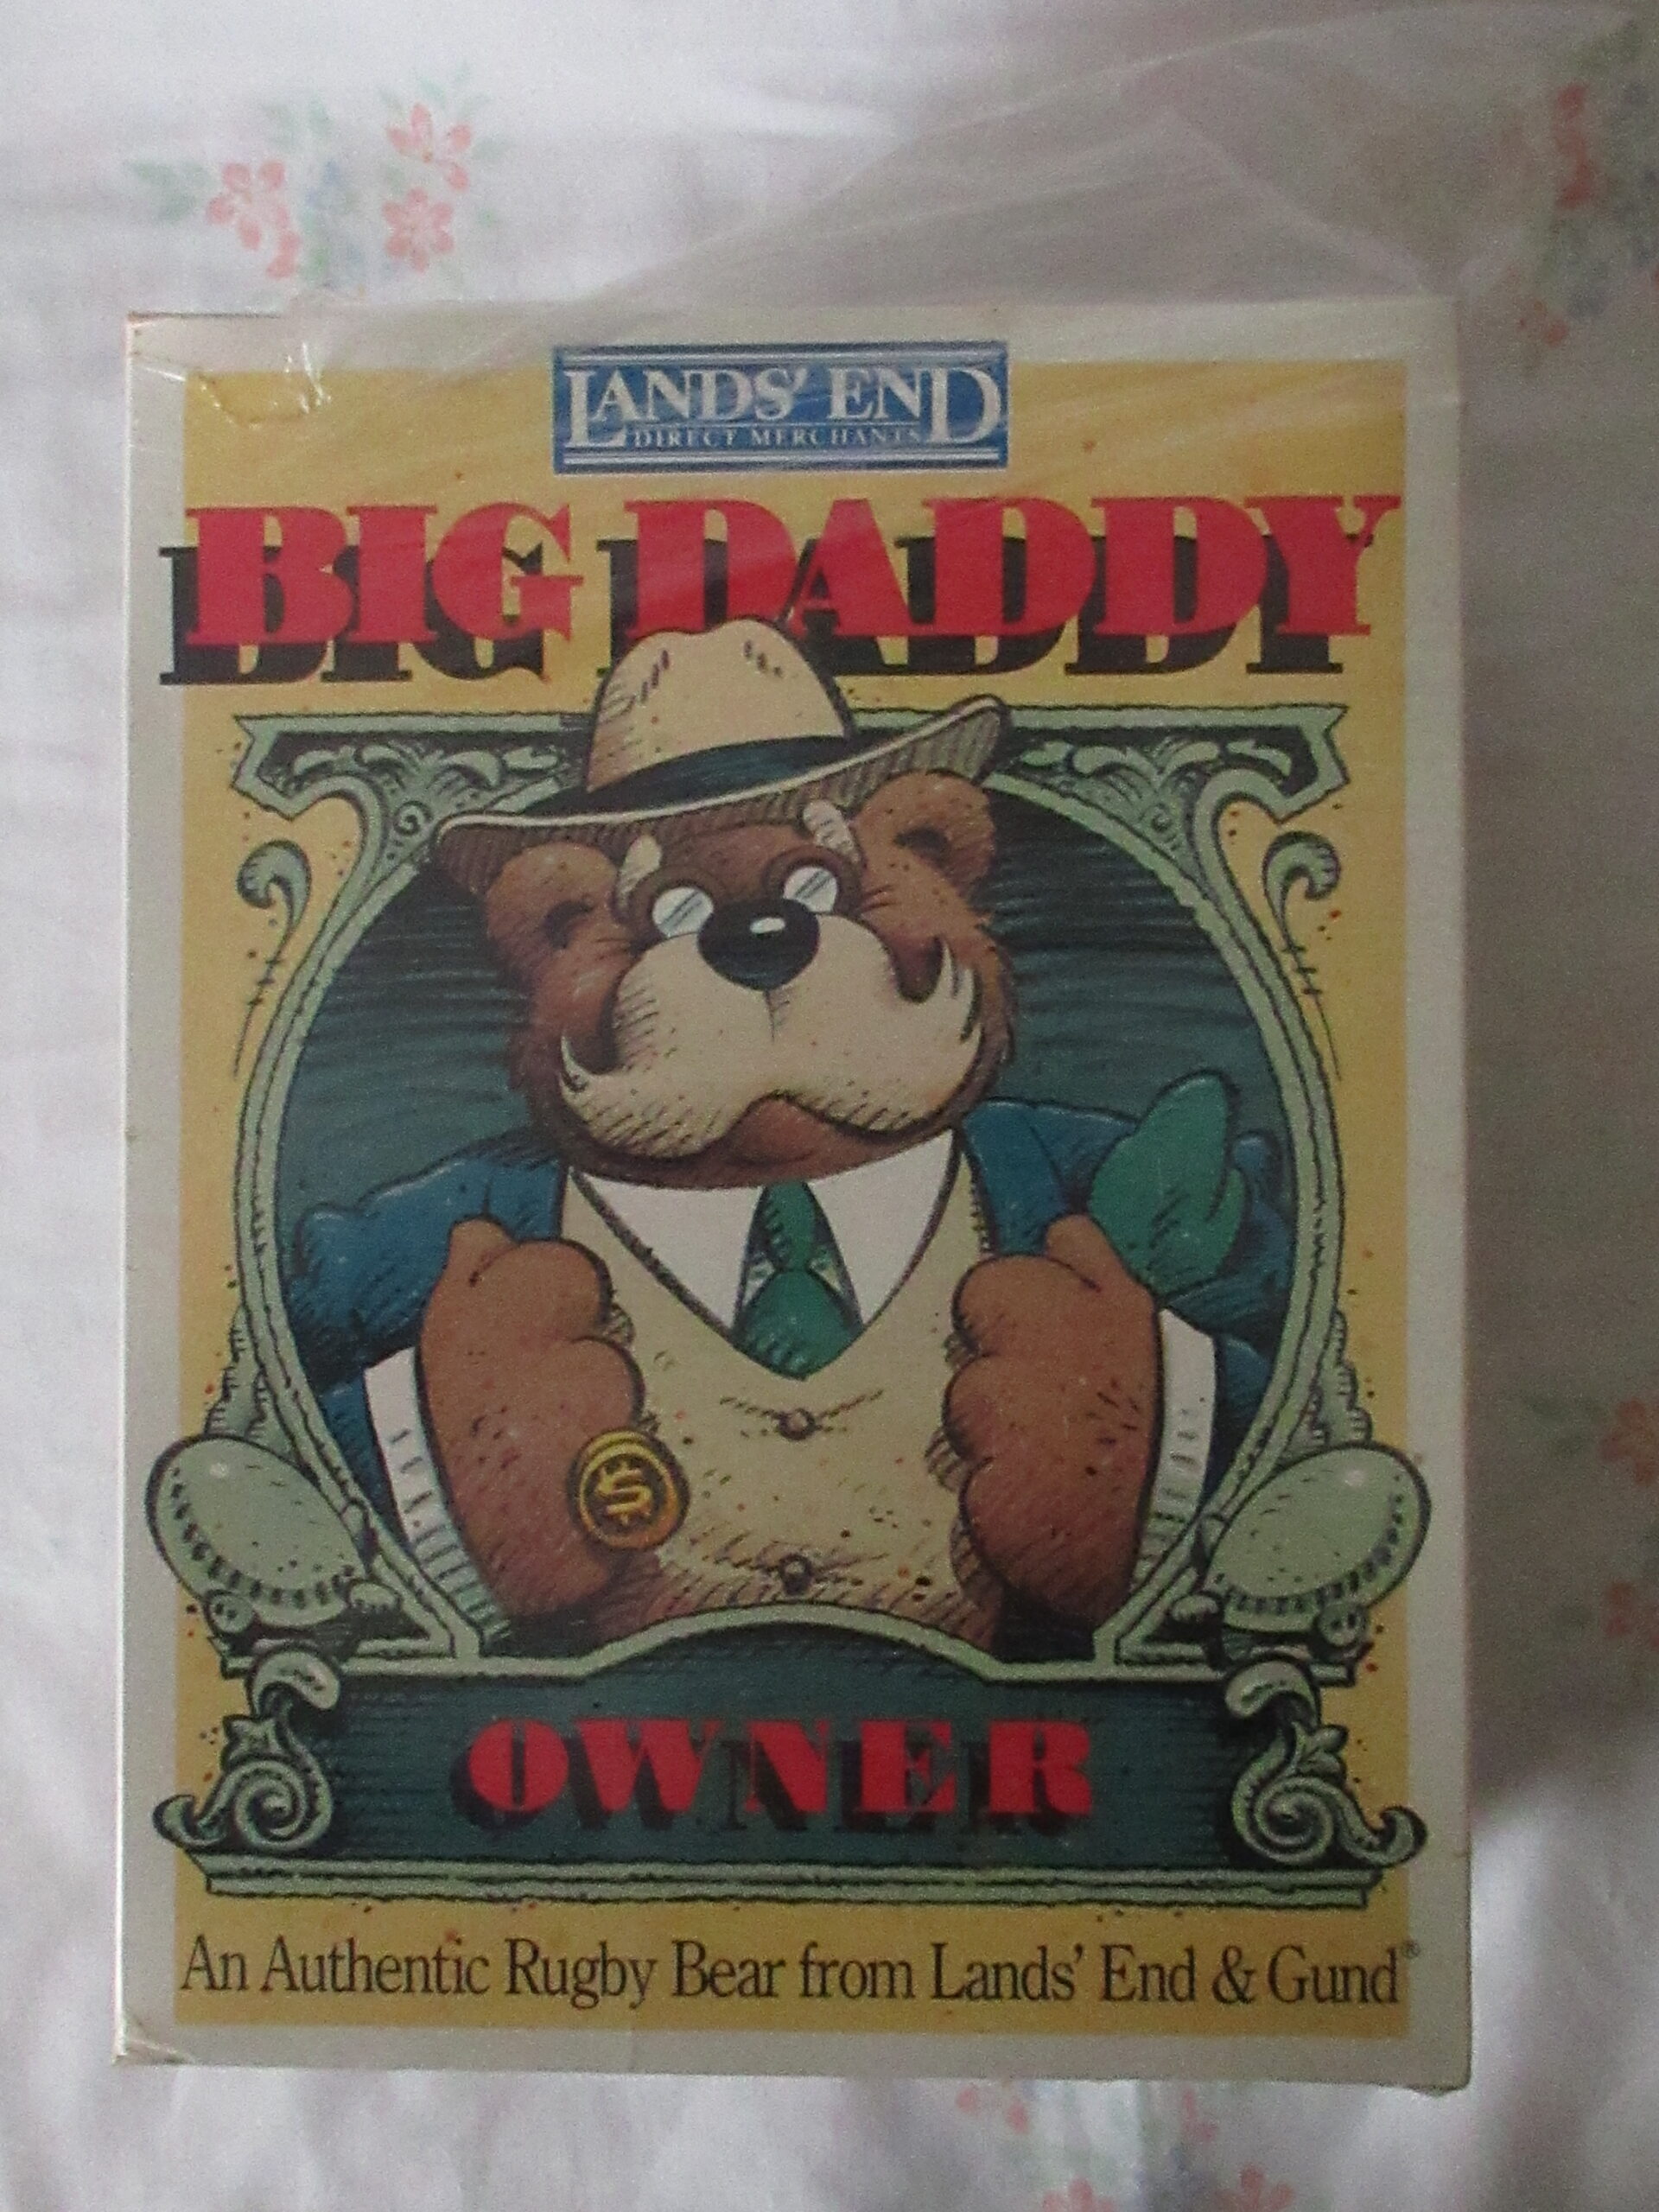 LANDS' END
DIRECT MERCHANTS
BIG DADDY
$
OWNER
An Authentic Rugby Bear from Lands' End & Gund®